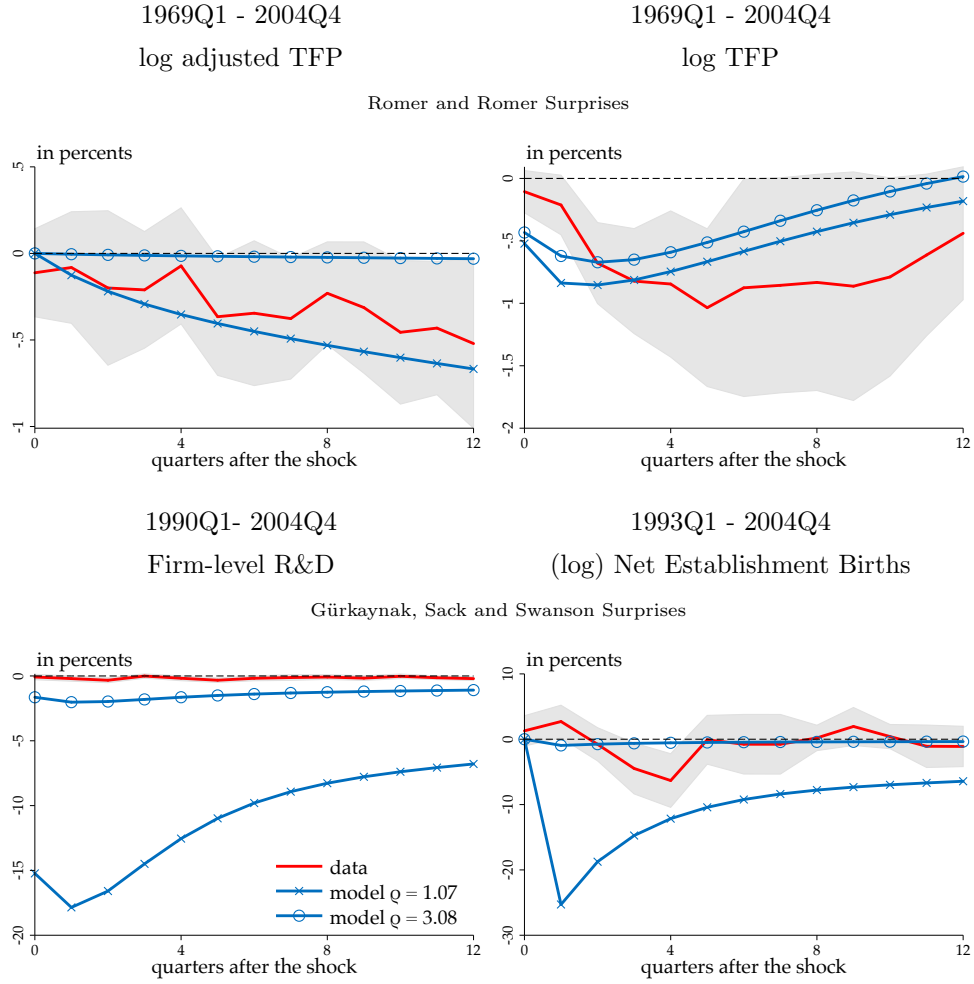 1969Q1 - 2004Q4
log adjusted TFP
1969Q1 - 2004Q4
log TFP
Romer and Romer Surprises
in percents
.5
0
-.5
-1
0
4
8
12
quarters after the shock
in percents
0
-.5
-1
-1.5
-2
0
4
8
12
quarters after the shock
1990Q1- 2004Q4
Firm-level R&D
1993Q1 - 2004Q4
(log) Net Establishment Births
Gürkaynak, Sack and Swanson Surprises
in percents
0
-5
-10
-15
-20
0
4
8
12
quarters after the shock
data
model ϱ = 1.07
model ϱ = 3.08
in percents
10
0
-10
-20
-30
0
4
8
12
quarters after the shock